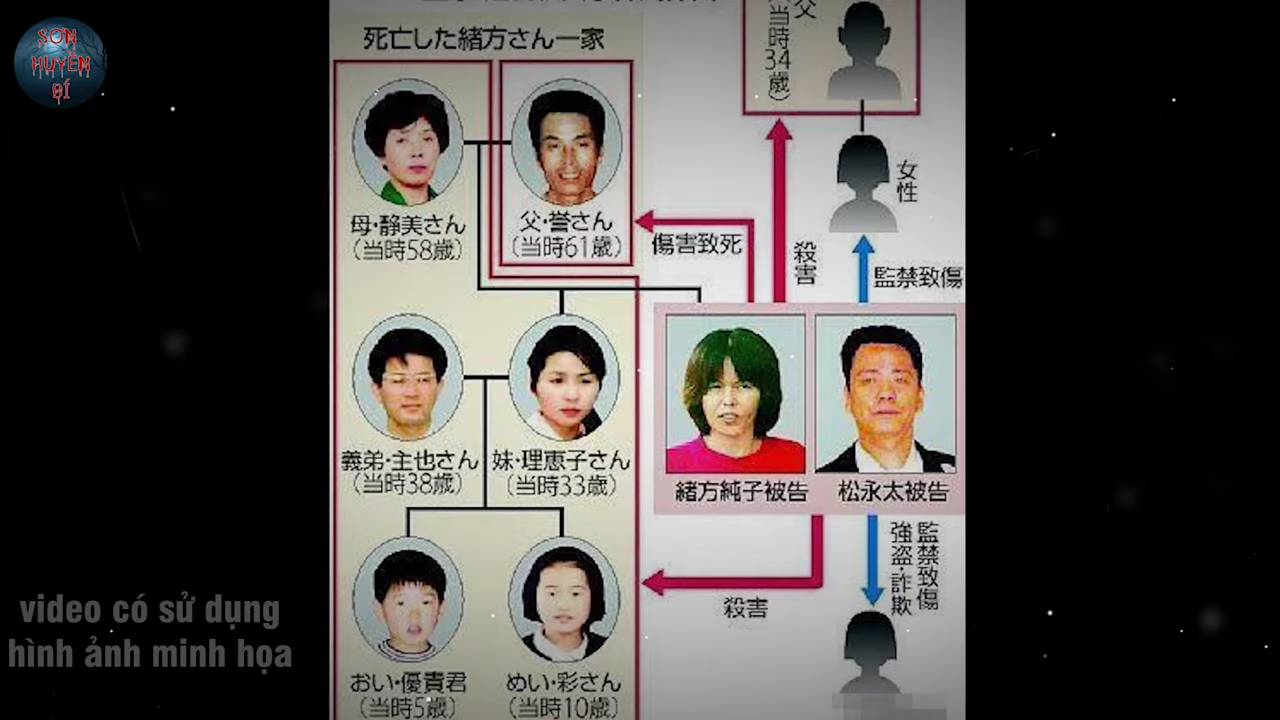 SƠN
HUYỀN
BÍ
死亡した緒方さん一家
父
当時34歳）
母・静美さん
（当時58歳）
父・誉さん
（当時61歳）
女性
傷害致死
殺害
監禁致傷
義弟・主也さん
（当時38歳）
妹・理恵子さん
（当時33歳）
緒方純子被告
松永太被告
監禁致傷
強盗・詐欺
殺害
おい・優貴君
（当時5歳）
めい・彩さん
（当時10歳）
video có sử dụng
hình ảnh minh họa